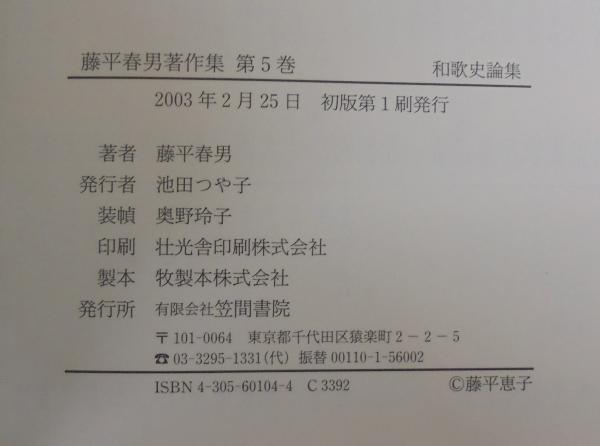 藤平春男著作集 第5巻 和歌史論集
2003年2月25日 初版第1刷発行
著者 藤平春男
発行者 池田つや子
装幀 奥野玲子
印刷 壮光舎印刷株式会社
製本 牧製本株式会社
発行所 有限会社笠間書院
〒101-0064 東京都千代田区猿楽町2-2-5
☎03-3295-1331(代) 振替00110-1-56002
ISBN 4-305-60104-4 C 3392 ©藤平恵子